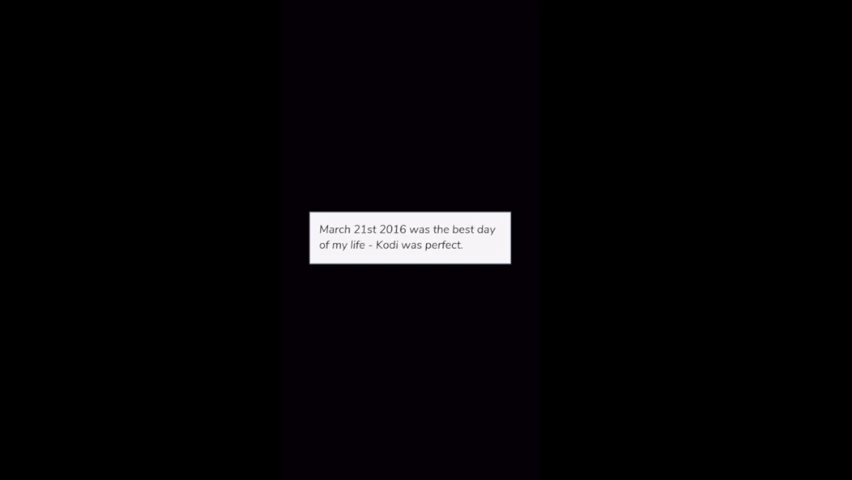 March 21st 2016 was the best day
of my life - Kodi was perfect.